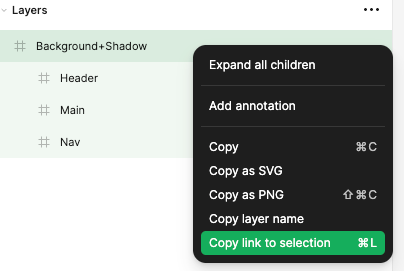 Layers
Background+Shadow
Header
Main
Nav
Expand all children
Add annotation
Copy ⌘C
Copy as SVG
Copy as PNG ⇧⌘C
Copy layer name
Copy link to selection ⌘L